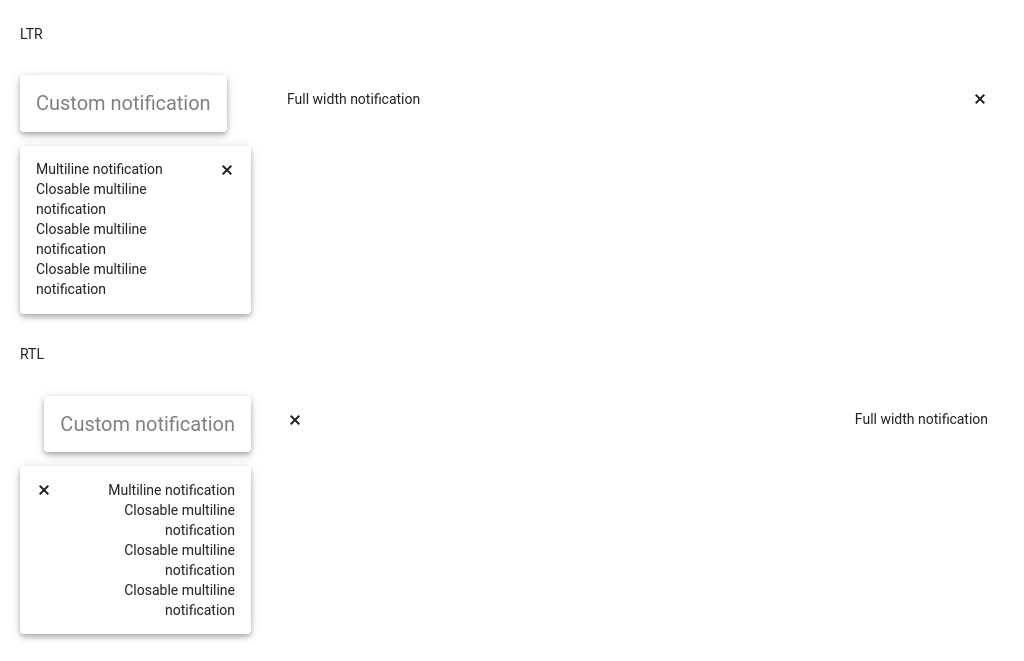 LTR
Custom notification
Full width notification
Multiline notification
Closable multiline
notification
Closable multiline
notification
Closable multiline
notification
RTL
Custom notification
Full width notification
Multiline notification
Closable multiline
notification
Closable multiline
notification
Closable multiline
notification